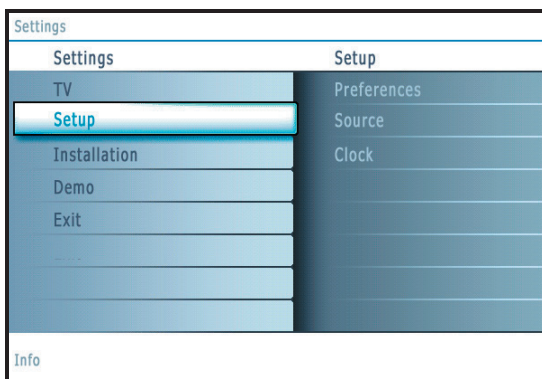 Settings
Settings Setup
TV Preferences
Setup Source
Installation Clock
Demo
Exit
Info